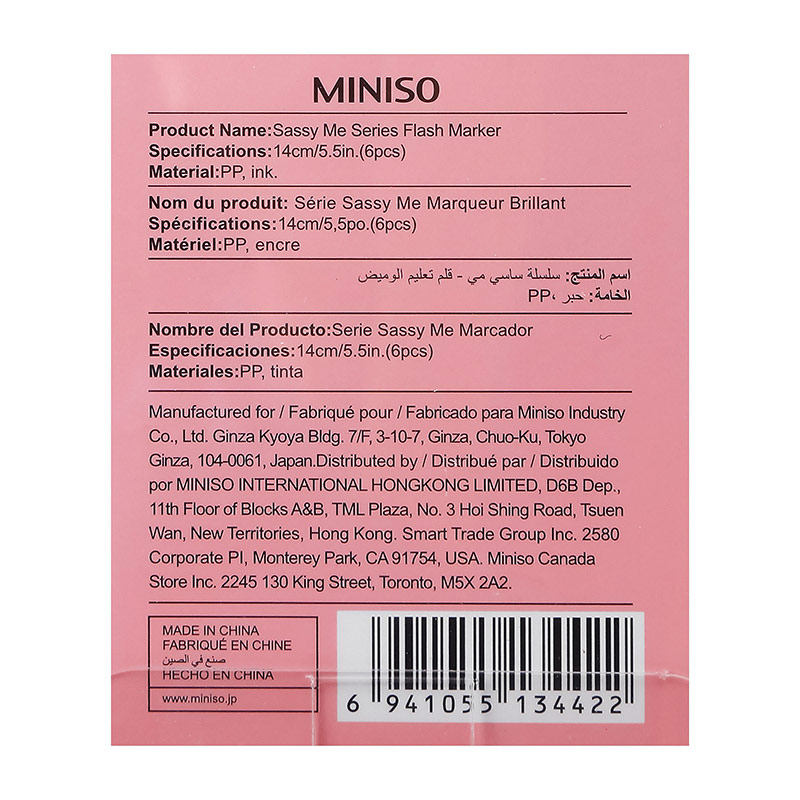 MINISO
Product Name:Sassy Me Series Flash Marker
Specifications:14cm/5.5in.(6pcs)
Material:PP, ink.
Nom du produit: Série Sassy Me Marqueur Brillant
Spécifications:14cm/5,5po.(6pcs)
Matériel:PP, encre
اسم المنتج: سلسلة ساسي مي - قلم تعليم الوميض
الخامة: حبر ،PP
Nombre del Producto:Serie Sassy Me Marcador
Especificaciones:14cm/5.5in.(6pcs)
Materiales:PP, tinta
Manufactured for / Fabriqué pour / Fabricado para Miniso Industry
Co., Ltd. Ginza Kyoya Bldg. 7/F, 3-10-7, Ginza, Chuo-Ku, Tokyo
Ginza, 104-0061, Japan.Distributed by / Distribué par / Distribuido
por MINISO INTERNATIONAL HONGKONG LIMITED, D6B Dep.,
11th Floor of Blocks A&B, TML Plaza, No. 3 Hoi Shing Road, Tsuen
Wan, New Territories, Hong Kong. Smart Trade Group Inc. 2580
Corporate Pl, Monterey Park, CA 91754, USA. Miniso Canada
Store Inc. 2245 130 King Street, Toronto, M5X 2A2.
MADE IN CHINA
FABRIQUÉ EN CHINE
صنع في الصين
HECHO EN CHINA
www.miniso.jp
6 941055 134422